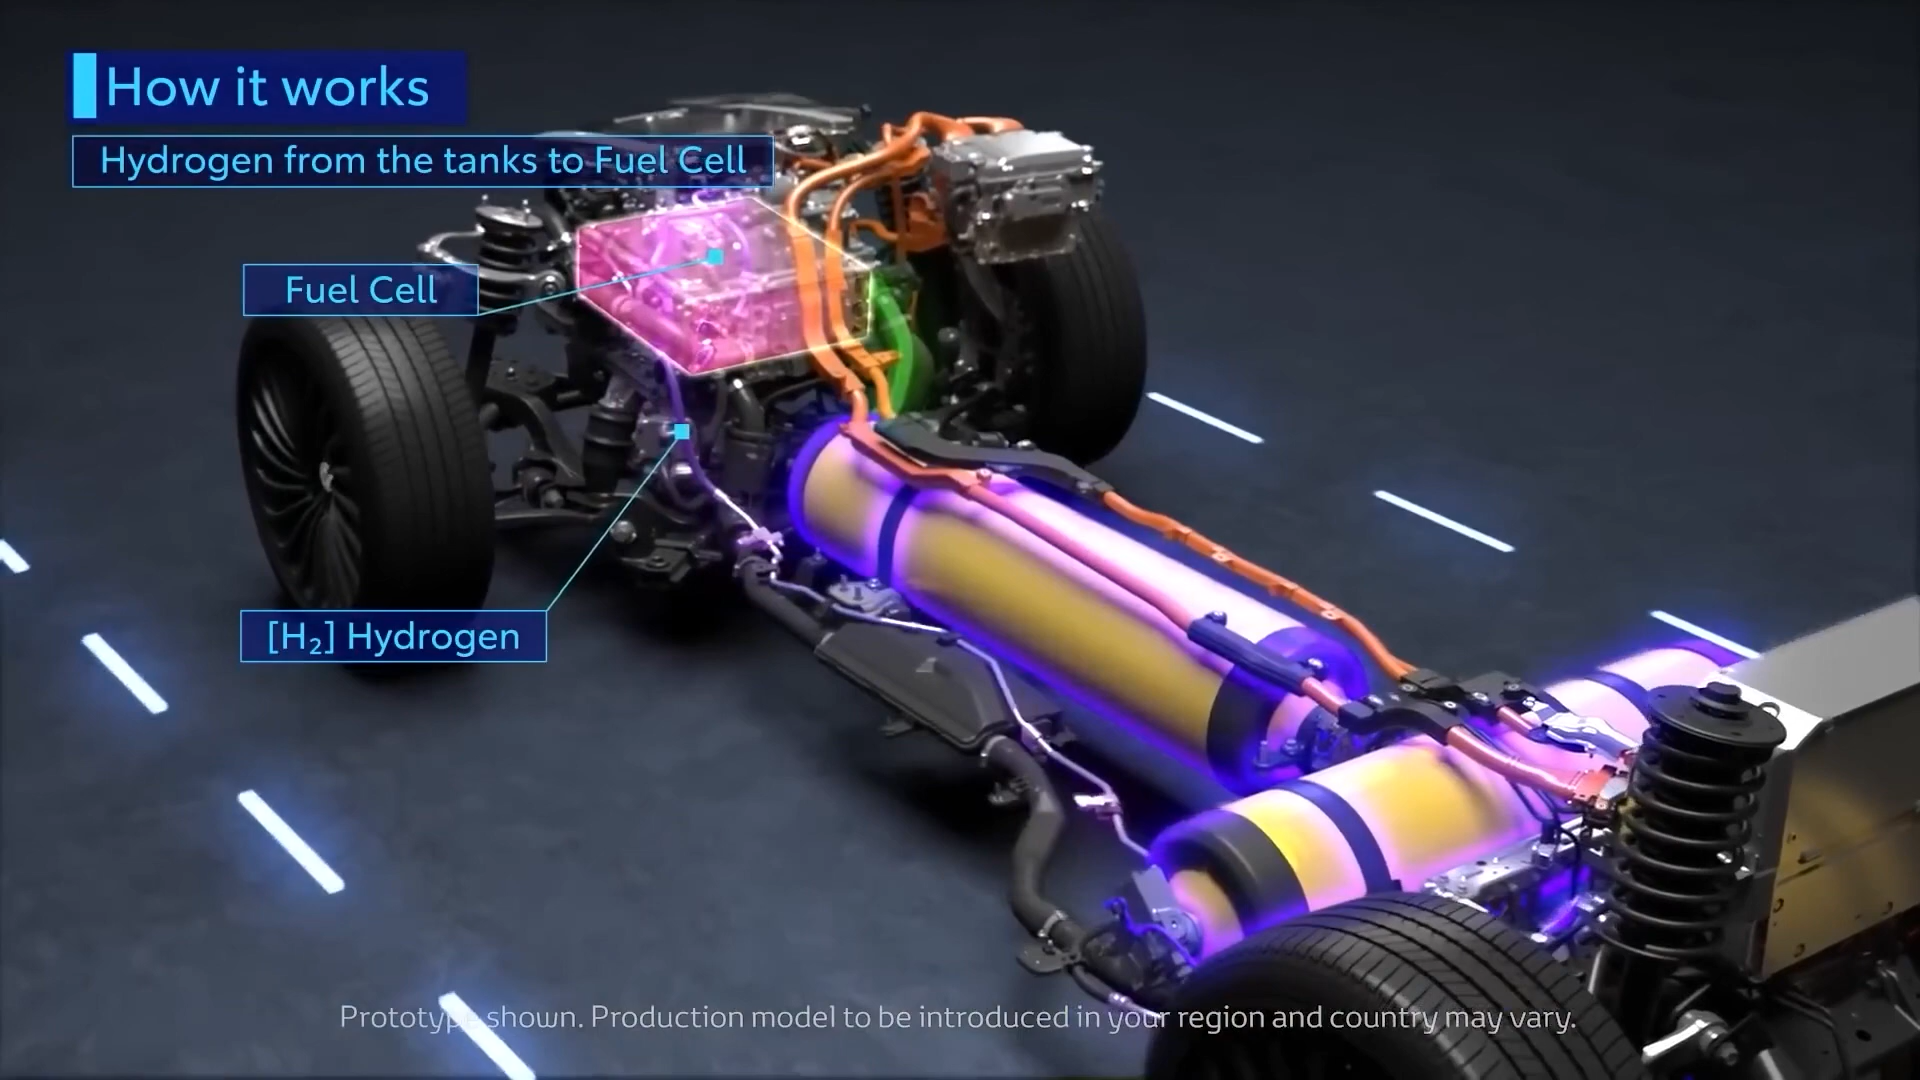 How it works
Hydrogen from the tanks to Fuel Cell
Fuel Cell
[H₂] Hydrogen
Prototype shown. Production model to be introduced in your region and country may vary.